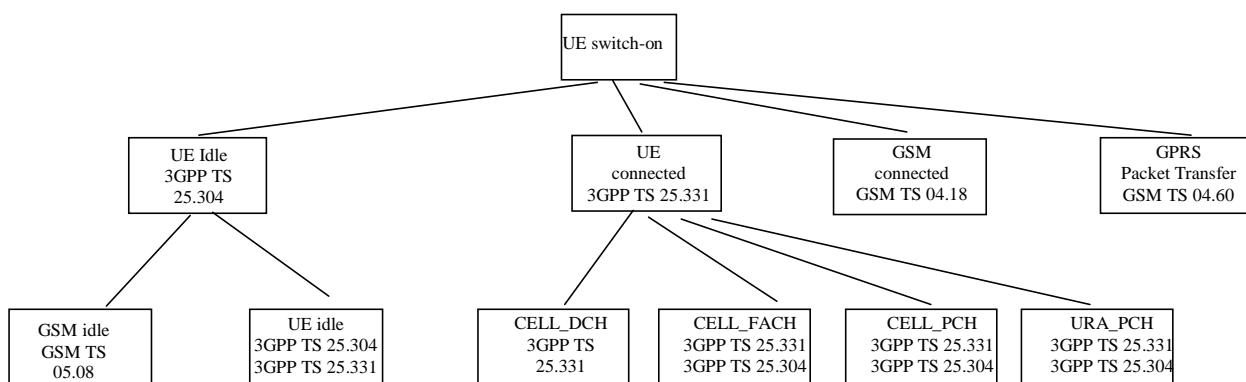 UE switch-on
UE Idle
3GPP TS
25.304
UE
connected
3GPP TS 25.331
GSM
connected
GSM TS 04.18
GPRS
Packet Transfer
GSM TS 04.60
GSM idle
GSM TS
05.08
UE idle
3GPP TS 25.304
3GPP TS 25.331
CELL_DCH
3GPP TS
25.331
CELL_FACH
3GPP TS 25.331
3GPP TS 25.304
CELL_PCH
3GPP TS 25.331
3GPP TS 25.304
URA_PCH
3GPP TS 25.331
3GPP TS 25.304